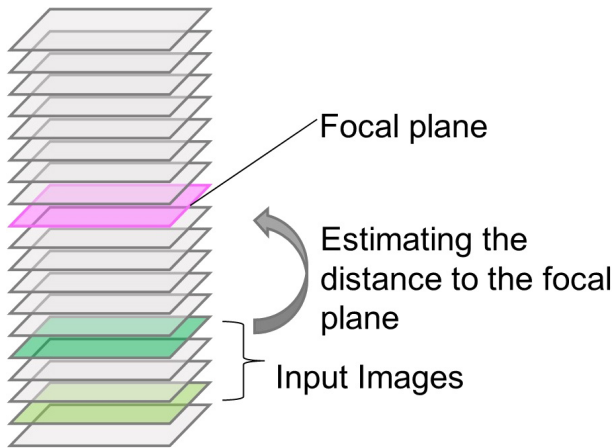 Focal plane
Estimating the
distance to the focal
plane
Input Images